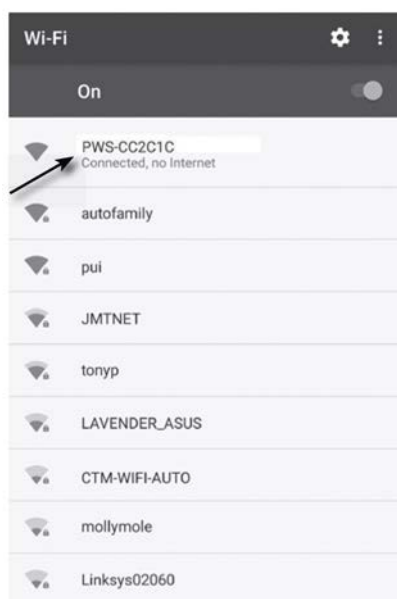 Wi-Fi
On
PWS-CC2C1C
Connected, no Internet
autofamily
pui
JMTNET
tonyp
LAVENDER_ASUS
CTM-WIFI-AUTO
mollymole
Linksys02060